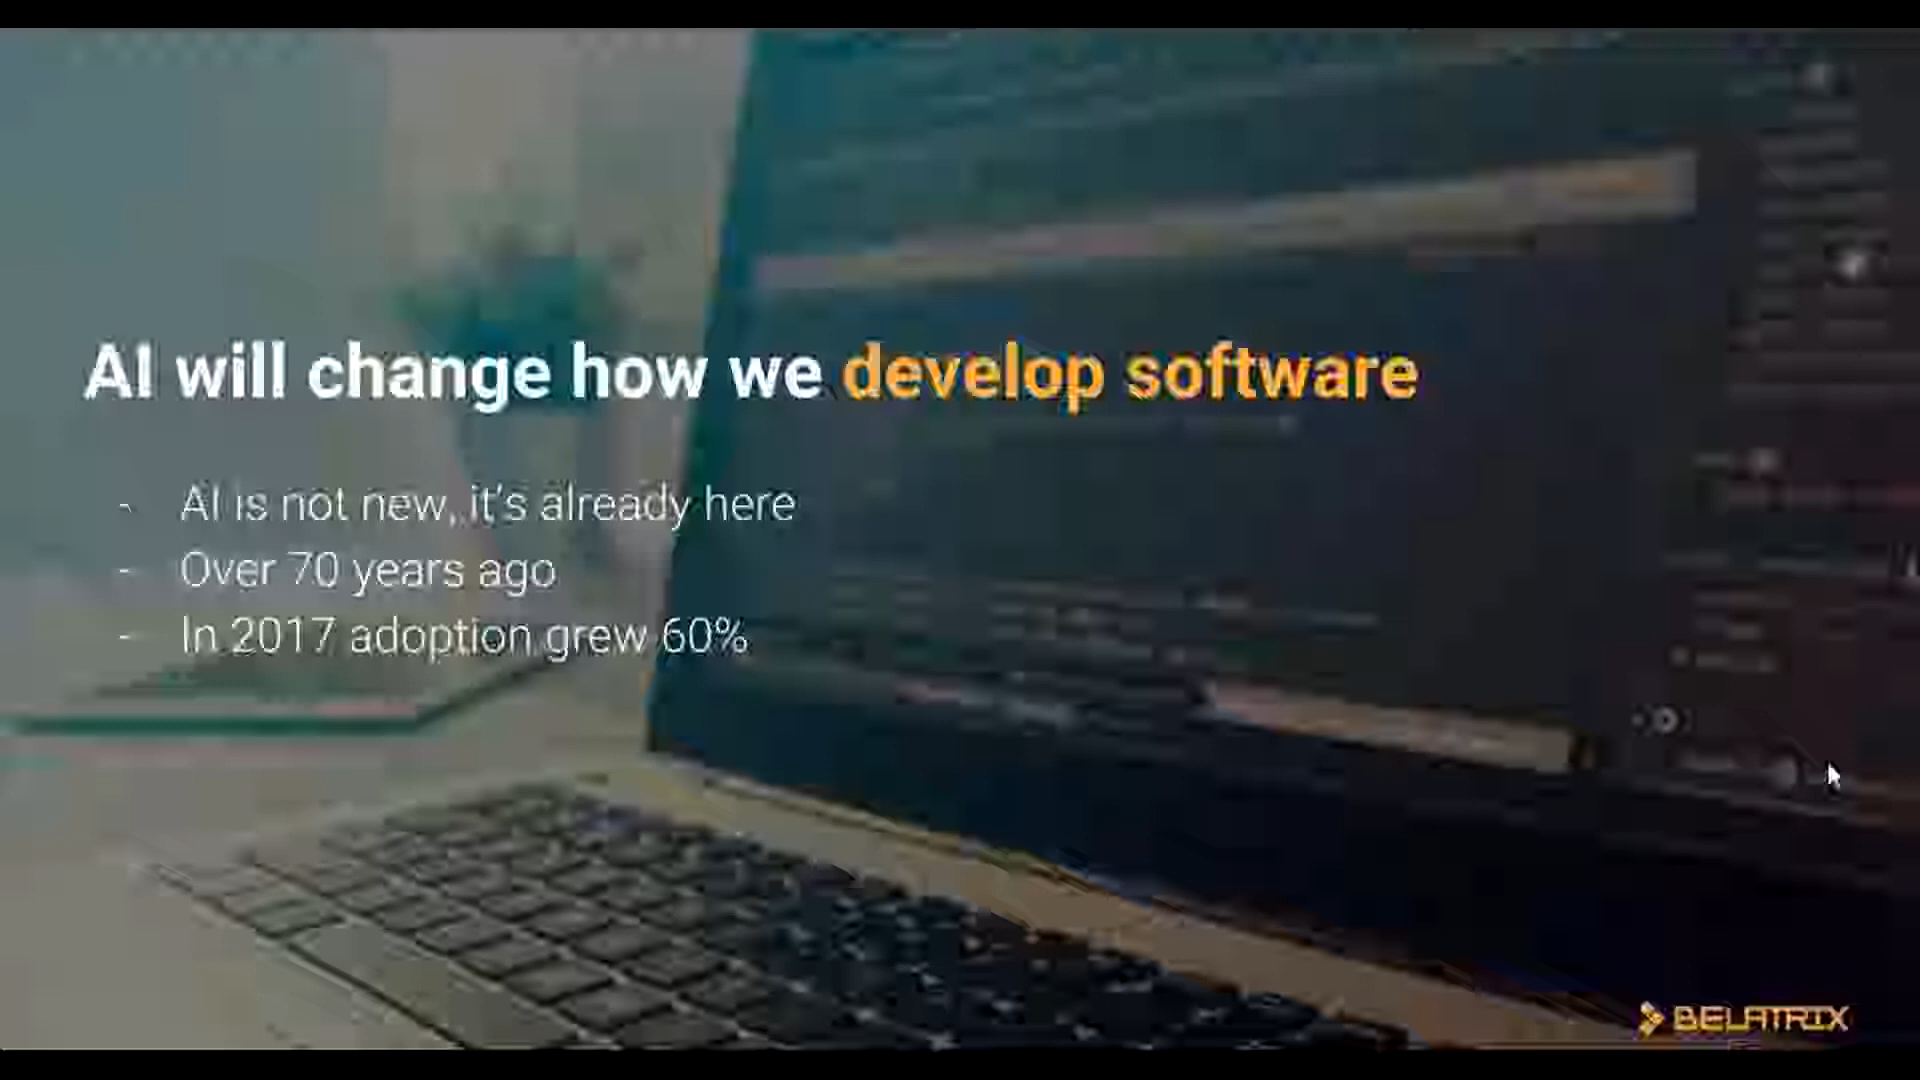 AI will change how we develop software
- AI is not new, it's already here
- Over 70 years ago
- In 2017 adoption grew 60%
BELATRIX